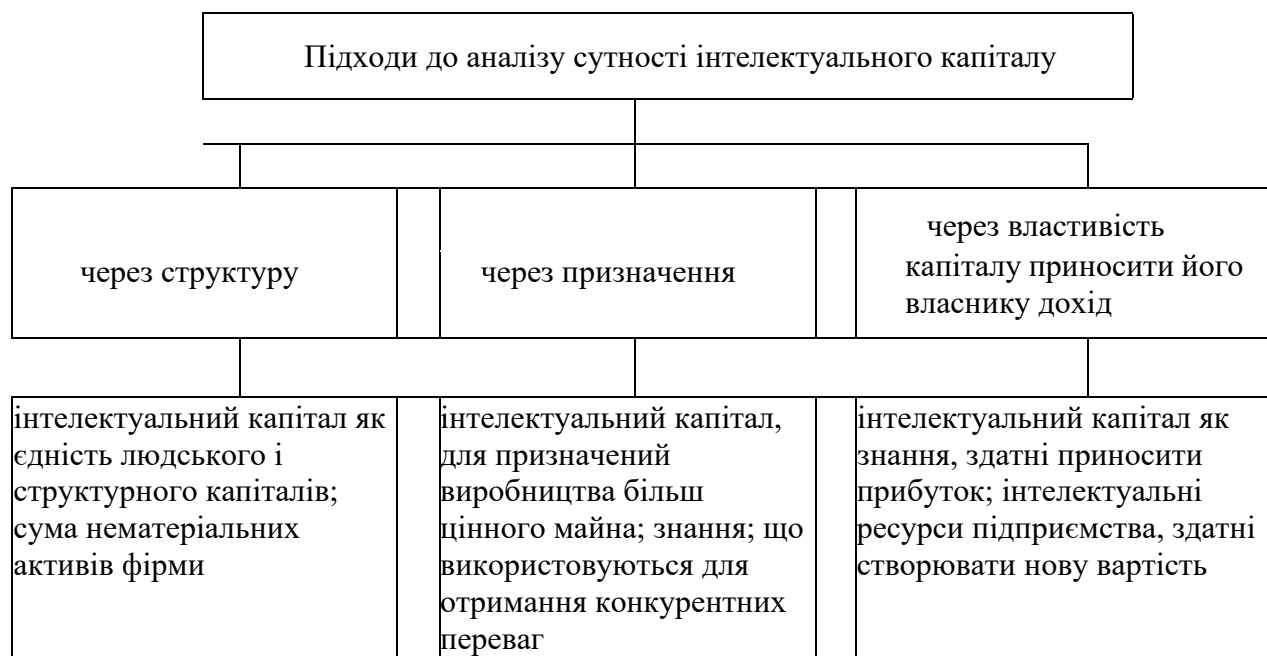 Підходи до аналізу сутності інтелектуального капіталу
через структуру
через призначення
через властивість
капіталу приносити його
власнику дохід
інтелектуальний капітал як
єдність людського і
структурного капіталів;
сума нематеріальних
активів фірми
інтелектуальний капітал,
для призначений
виробництва більш
цінного майна; знання; що
використовуються для
отримання конкурентних
переваг
інтелектуальний капітал як
знання, здатні приносити
прибуток; інтелектуальні
ресурси підприємства, здатні
створювати нову вартість